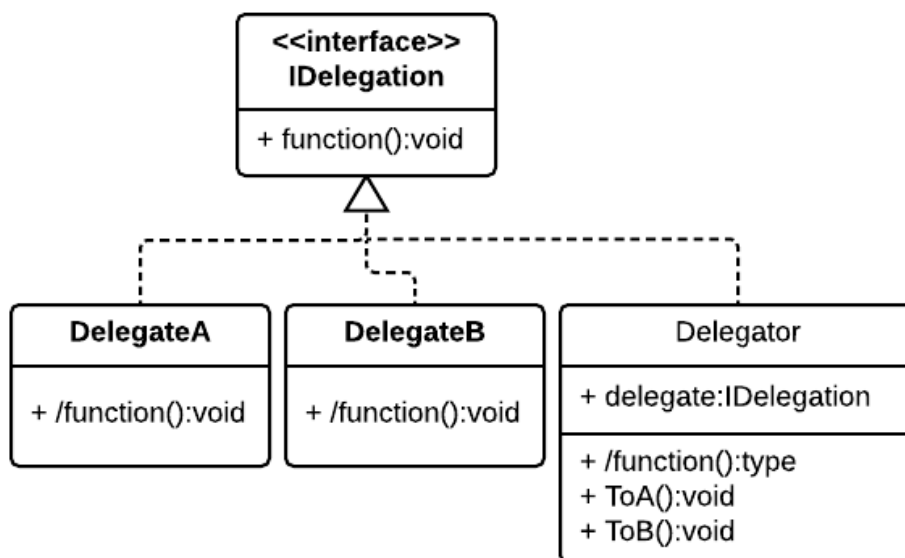 <<interface>>
IDelegation
+ function():void
DelegateA
+ /function():void
DelegateB
+ /function():void
Delegator
+ delegate:IDelegation
+ /function():type
+ ToA():void
+ ToB():void